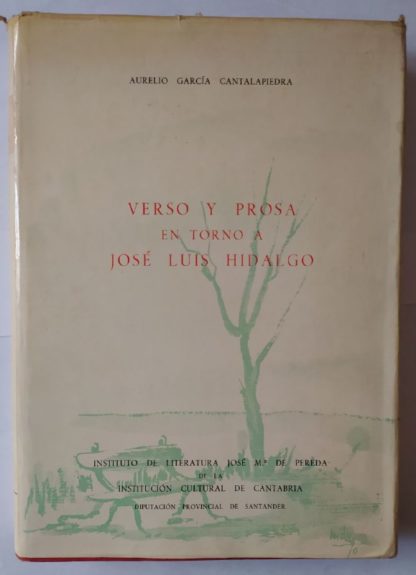 AURELIO GARCÍA CANTALAPIEDRA
VERSO Y PROSA
EN TORNO A
JOSÉ LUIS HIDALGO
INSTITUTO DE LITERATURA JOSÉ M.ª DE PEREDA
DE LA
INSTITUCIÓN CULTURAL DE CANTABRIA
DIPUTACIÓN PROVINCIAL DE SANTANDER